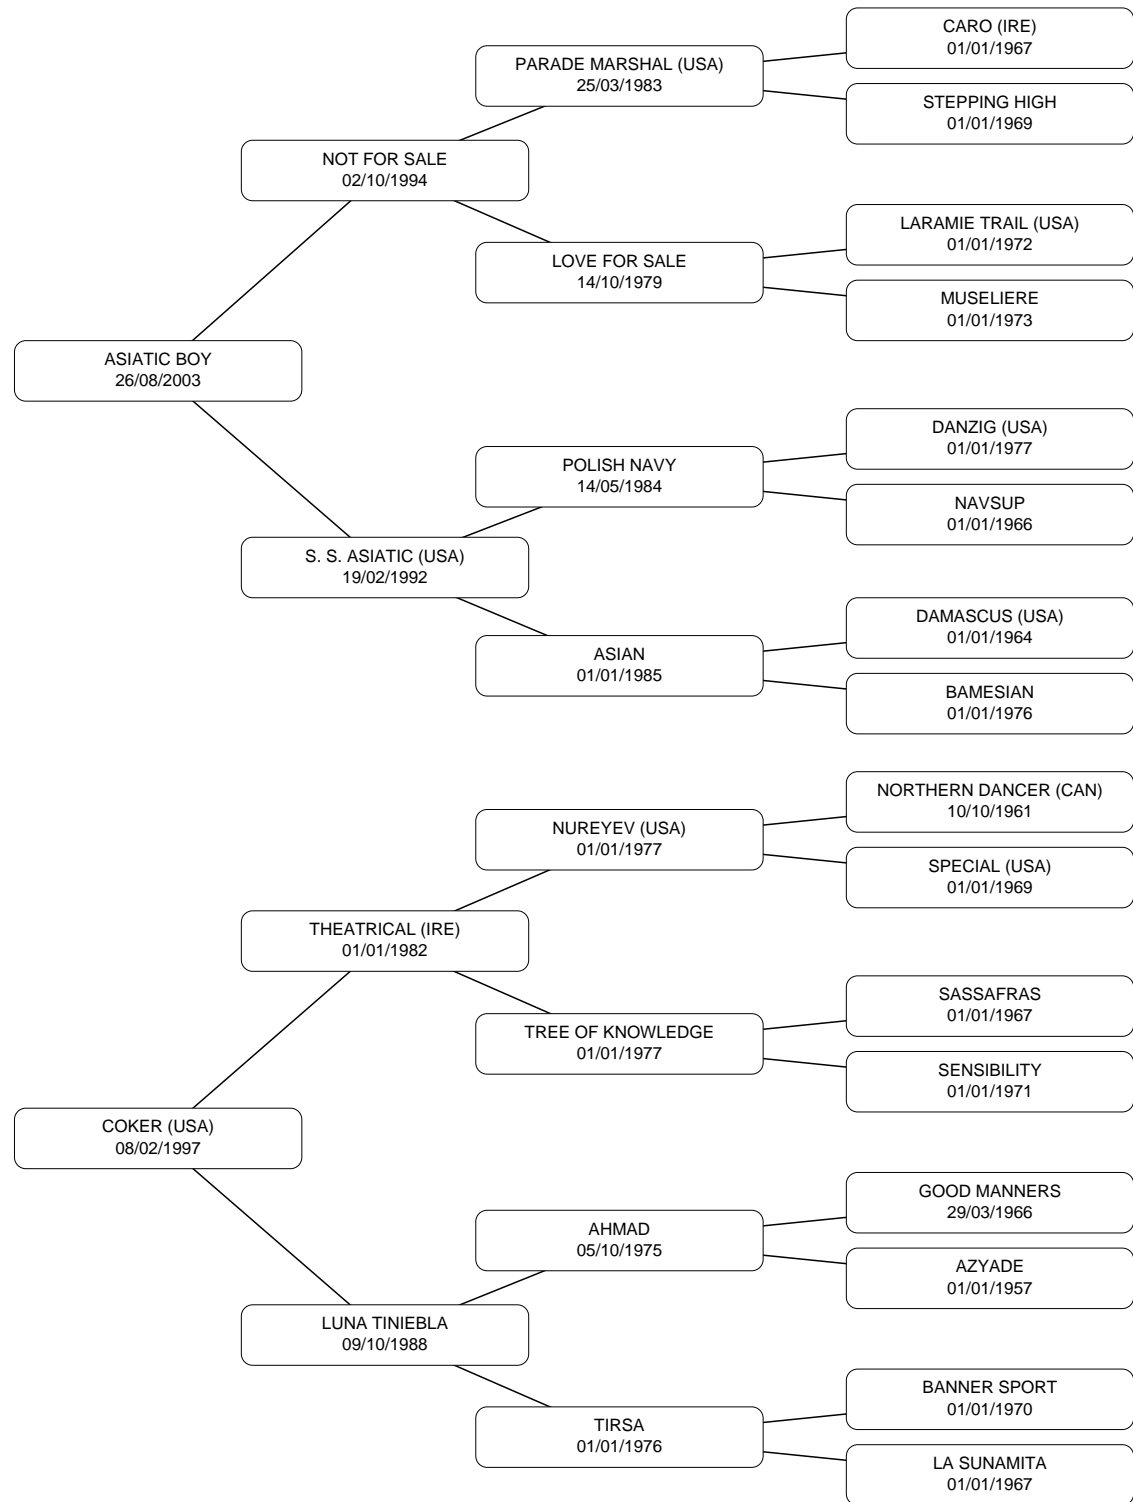 CARO (IRE)
01/01/1967
PARADE MARSHAL (USA)
25/03/1983
STEPPING HIGH
01/01/1969
NOT FOR SALE
02/10/1994
LARAMIE TRAIL (USA)
01/01/1972
LOVE FOR SALE
14/10/1979
MUSELIERE
01/01/1973
ASIATIC BOY
26/08/2003
DANZIG (USA)
01/01/1977
POLISH NAVY
14/05/1984
NAVSUP
01/01/1966
S. S. ASIATIC (USA)
19/02/1992
DAMASCUS (USA)
01/01/1964
ASIAN
01/01/1985
BAMESIAN
01/01/1976
NORTHERN DANCER (CAN)
10/10/1961
NUREYEV (USA)
01/01/1977
SPECIAL (USA)
01/01/1969
THEATRICAL (IRE)
01/01/1982
SASSAFRAS
01/01/1967
TREE OF KNOWLEDGE
01/01/1977
SENSIBILITY
01/01/1971
COKER (USA)
08/02/1997
GOOD MANNERS
29/03/1966
AHMAD
05/10/1975
AZYADE
01/01/1957
LUNA TINIEBLA
09/10/1988
BANNER SPORT
01/01/1970
TIRSA
01/01/1976
LA SUNAMITA
01/01/1967